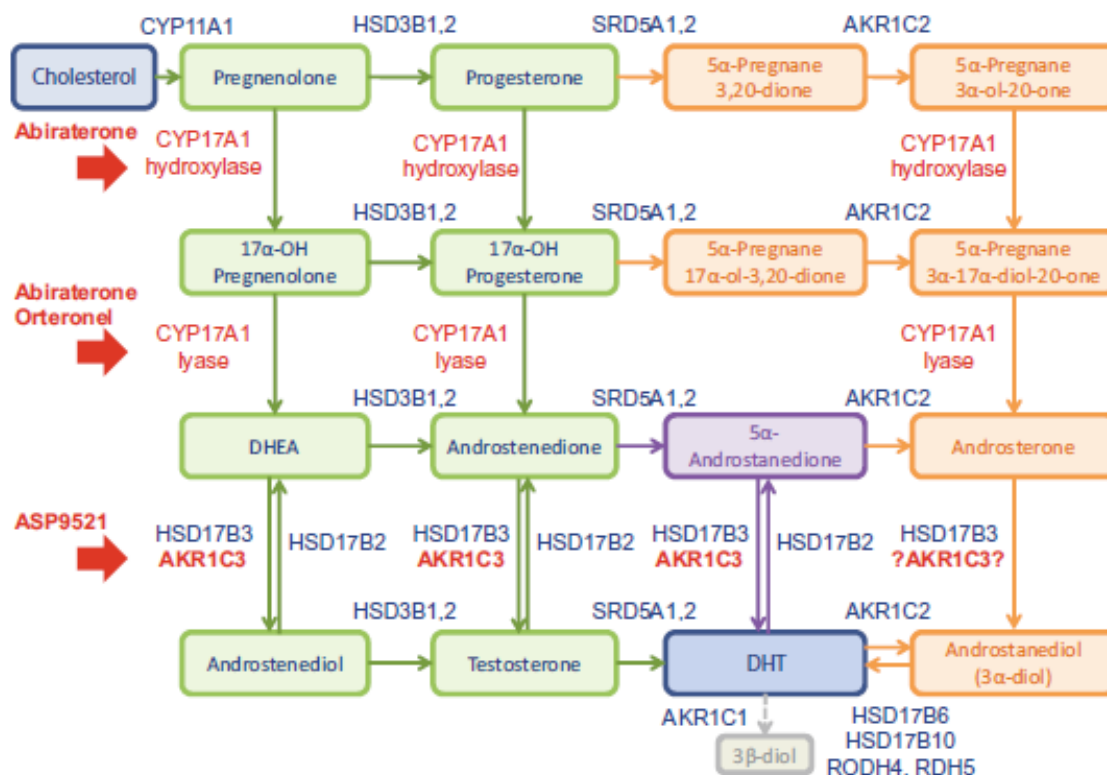 CYP11A1
HSD3B1,2
SRD5A1,2
AKR1C2
Cholesterol
Pregnenolone
Progesterone
5α-Pregnane
3,20-dione
5α-Pregnane
3α-ol-20-one
Abiraterone
CYP17A1
hydroxylase
CYP17A1
hydroxylase
CYP17A1
hydroxylase
HSD3B1,2
SRD5A1,2
AKR1C2
17α-OH
Pregnenolone
17α-OH
Progesterone
5α-Pregnane
17α-ol-3,20-dione
5α-Pregnane
3α-17α-diol-20-one
Abiraterone
Orteronel
CYP17A1
lyase
CYP17A1
lyase
CYP17A1
lyase
HSD3B1,2
SRD5A1,2
AKR1C2
DHEA
Androstenedione
5α-
Androstanedione
Androsterone
ASP9521
HSD17B3
AKR1C3
HSD17B2
HSD17B3
AKR1C3
HSD17B2
HSD17B3
AKR1C3
HSD17B2
HSD17B3
?AKR1C3?
HSD3B1,2
SRD5A1,2
AKR1C2
Androstenediol
Testosterone
DHT
Androstanediol
(3α-diol)
AKR1C1
3β-diol
HSD17B6
HSD17B10
RODH4, RDH5